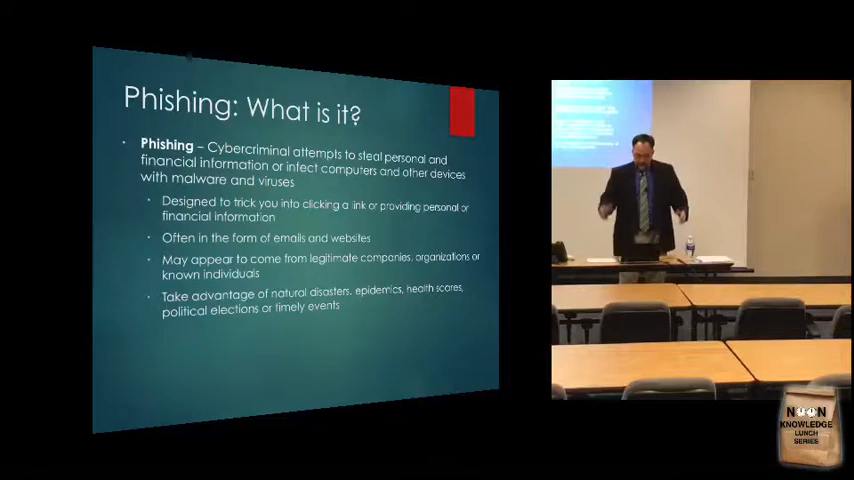 Phishing: What is it?
Phishing – Cybercriminal attempts to steal personal and
financial information or infect computers and other devices
with malware and viruses
Designed to trick you into clicking a link or providing personal or
financial information
Often in the form of emails and websites
May appear to come from legitimate companies, organizations or
known individuals
Take advantage of natural disasters, epidemics, health scares,
political elections or timely events
NOON
KNOWLEDGE
LUNCH
SERIES